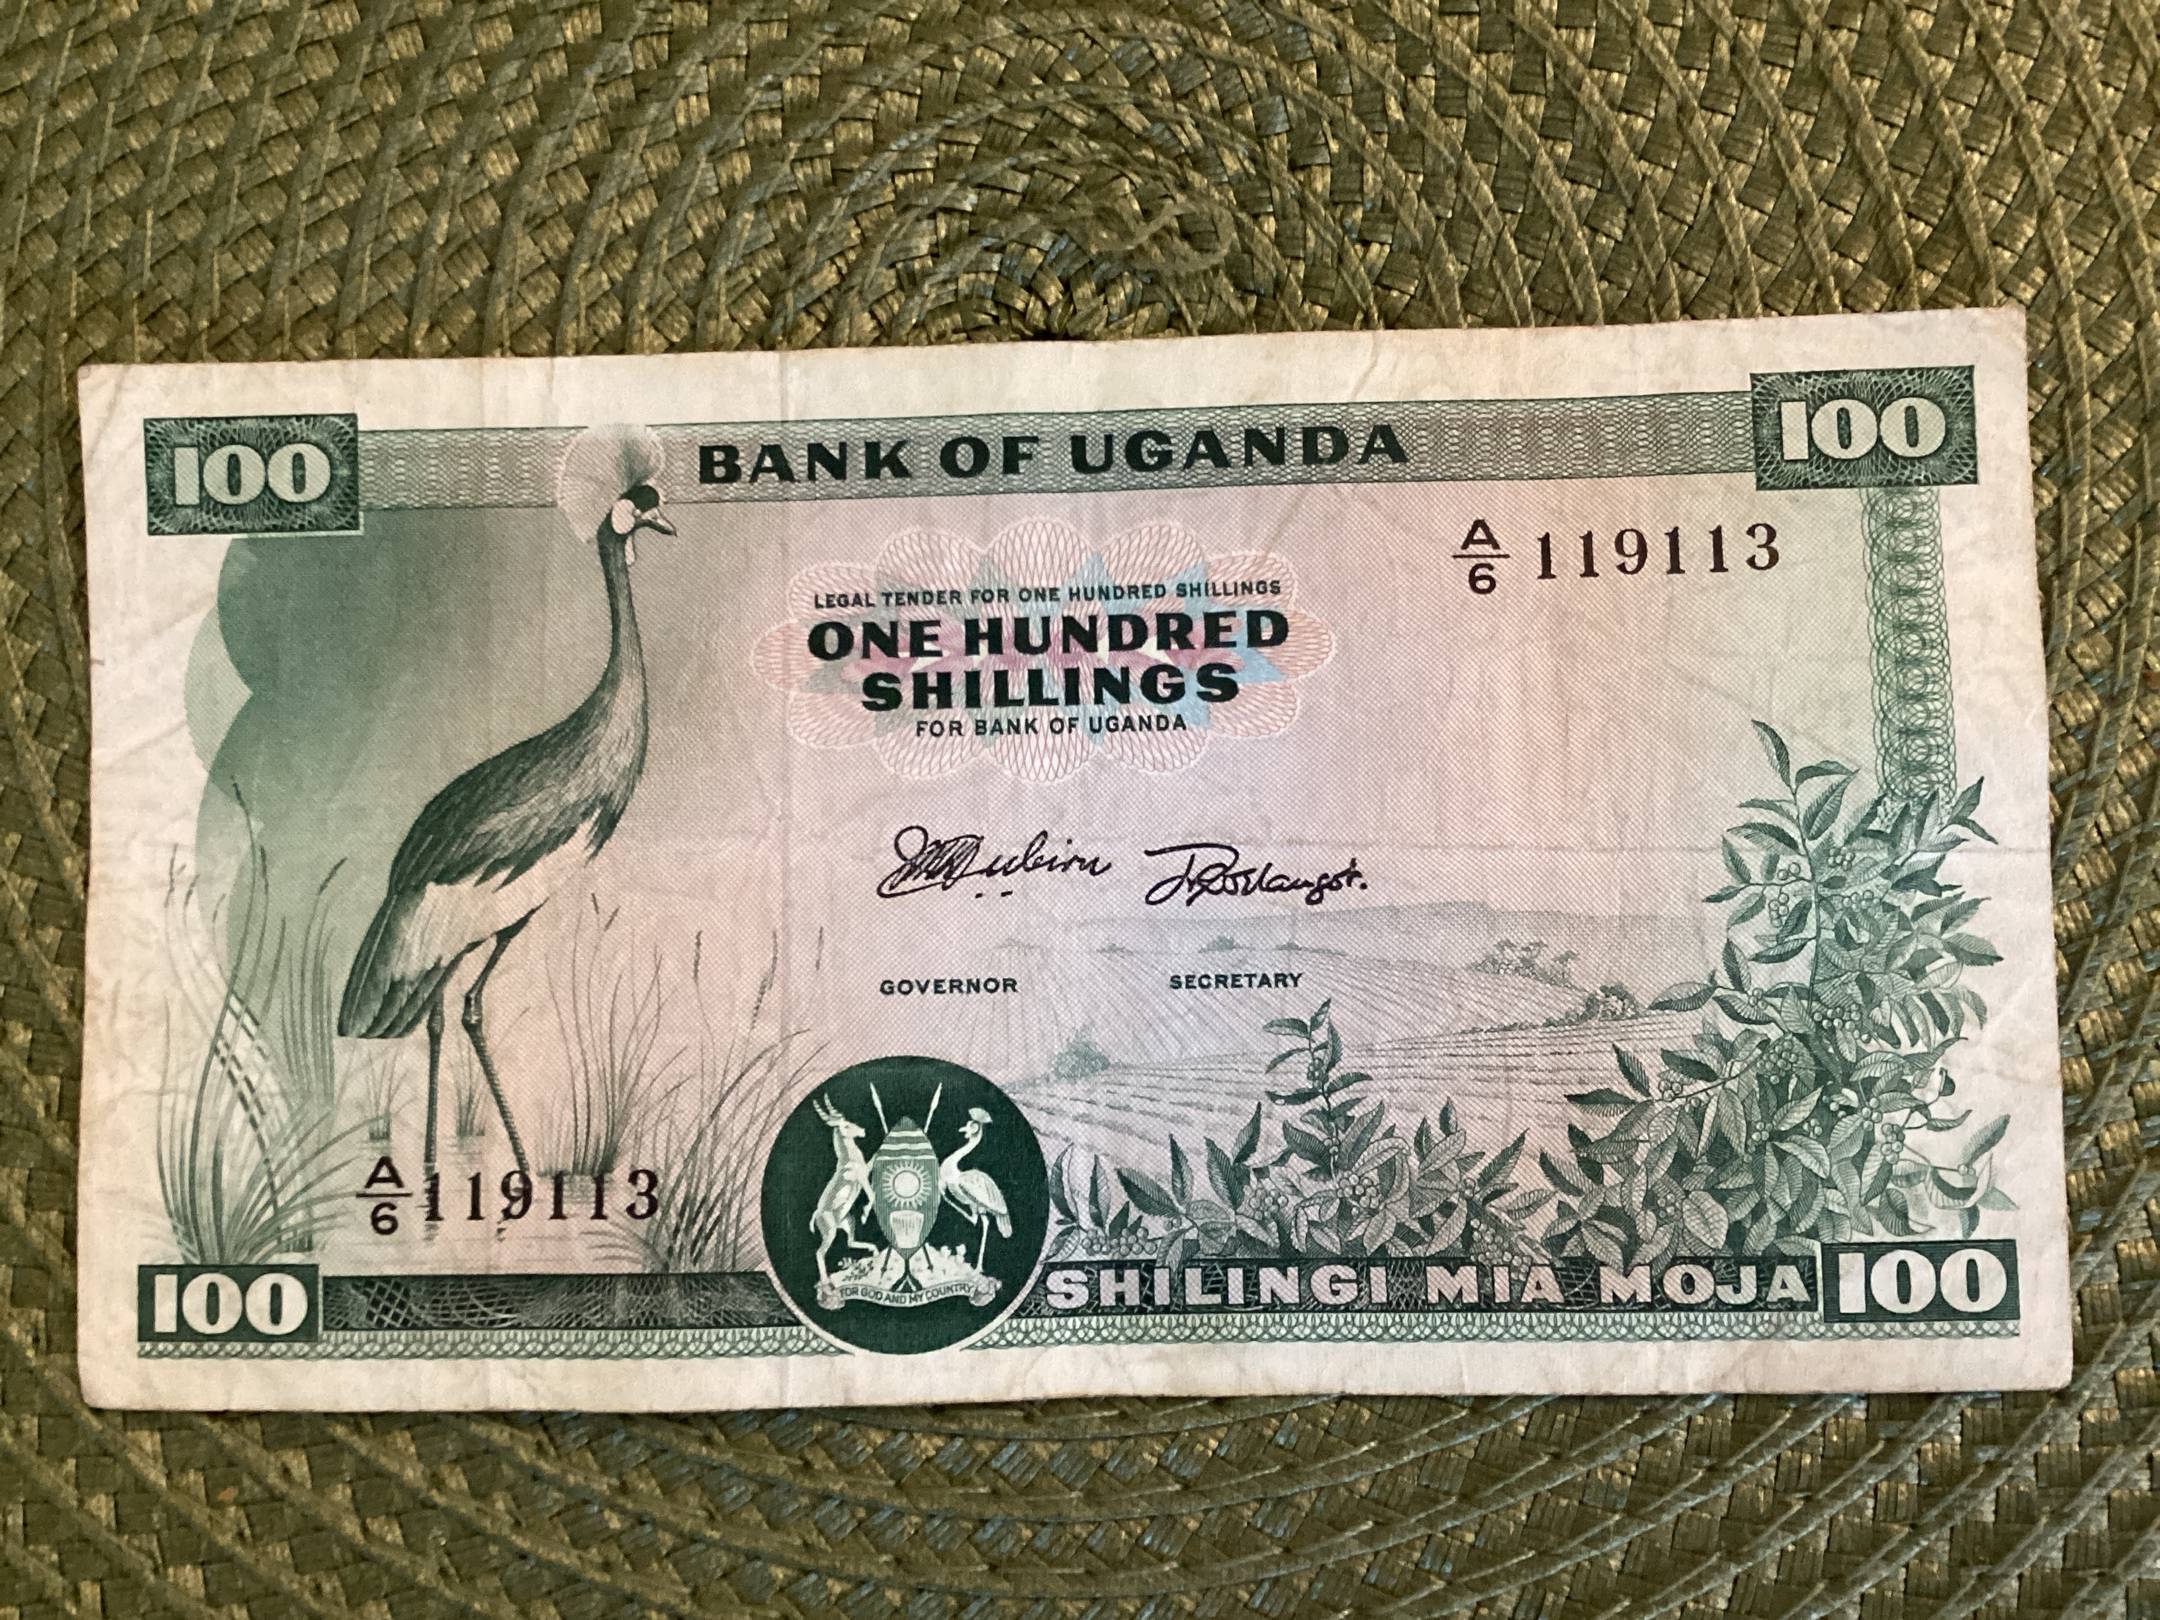 100
BANK OF UGANDA
100
A/6 119113
LEGAL TENDER FOR ONE HUNDRED SHILLINGS
ONE HUNDRED
SHILLINGS
FOR BANK OF UGANDA
GOVERNOR
SECRETARY
A/6 119113
FOR GOD AND MY COUNTRY
100
SHILINGI MIA MOJA
100